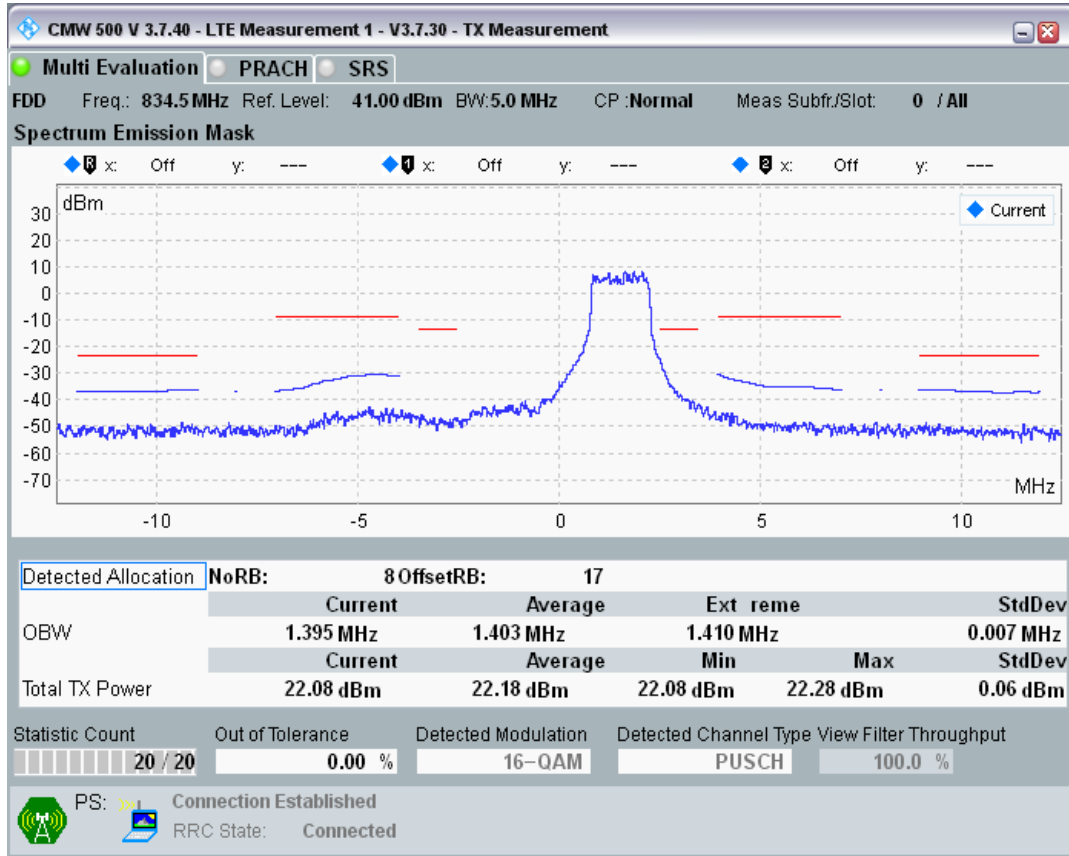 CMW 500 V 3.7.40 - LTE Measurement 1 - V3.7.30 - TX Measurement
Multi Evaluation PRACH SRS
FDD Freq.: 834.5 MHz Ref. Level: 41.00 dBm BW:5.0 MHz CP :Normal Meas Subfr./Slot: 0 / All
Spectrum Emission Mask
R x: Off y: --- 1 x: Off y: --- 2 x: Off y: ---
dBm
Current
30
20
10
0
-10
-20
-30
-40
-50
-60
-70
MHz
-10 -5 0 5 10
Detected Allocation NoRB: 8 OffsetRB: 17
Current Average Ext reme StdDev
OBW 1.395 MHz 1.403 MHz 1.410 MHz 0.007 MHz
Current Average Min Max StdDev
Total TX Power 22.08 dBm 22.18 dBm 22.08 dBm 22.28 dBm 0.06 dBm
Statistic Count Out of Tolerance Detected Modulation Detected Channel Type View Filter Throughput
20 / 20 0.00 % 16-QAM PUSCH 100.0 %
PS: Connection Established
RRC State: Connected